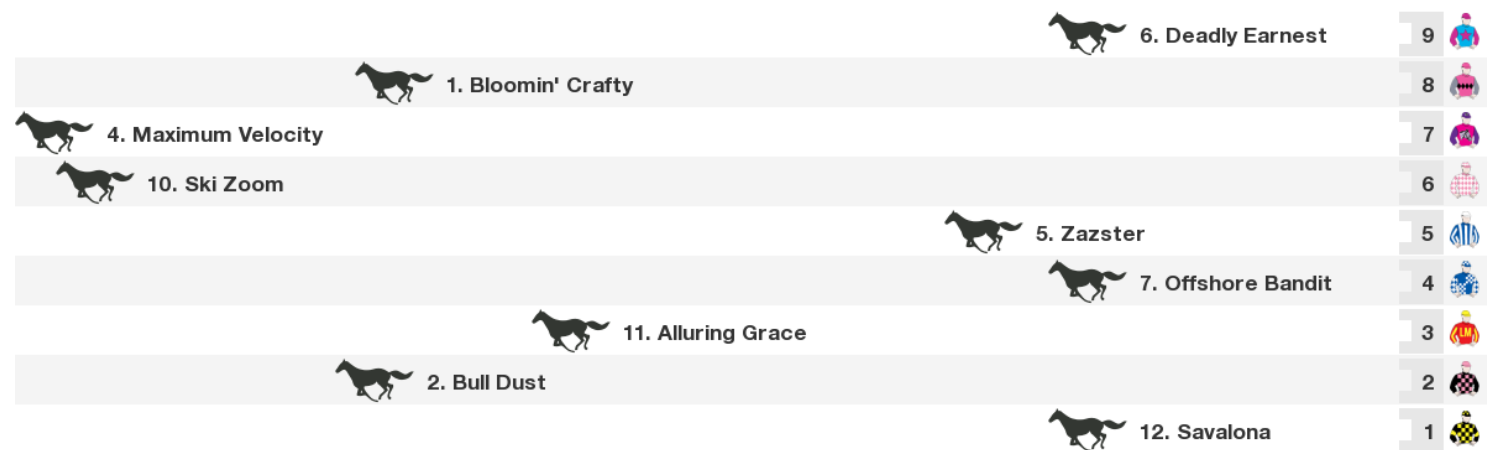 6. Deadly Earnest 9
1. Bloomin' Crafty 8
4. Maximum Velocity 7
10. Ski Zoom 6
5. Zazster 5
7. Offshore Bandit 4
11. Alluring Grace 3
2. Bull Dust 2
12. Savalona 1